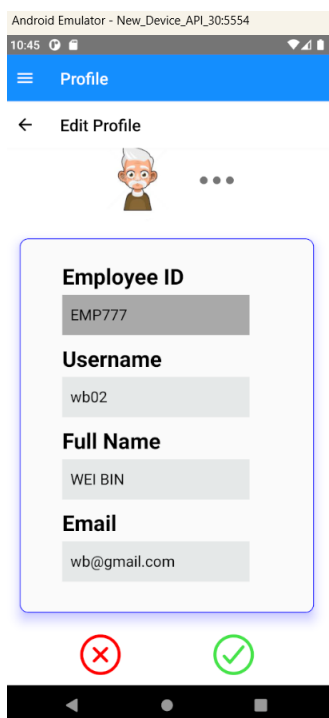 Android Emulator - New_Device_API_30:5554
10:45
Profile
Edit Profile
Employee ID
EMP777
Username
wb02
Full Name
WEI BIN
Email
wb@gmail.com